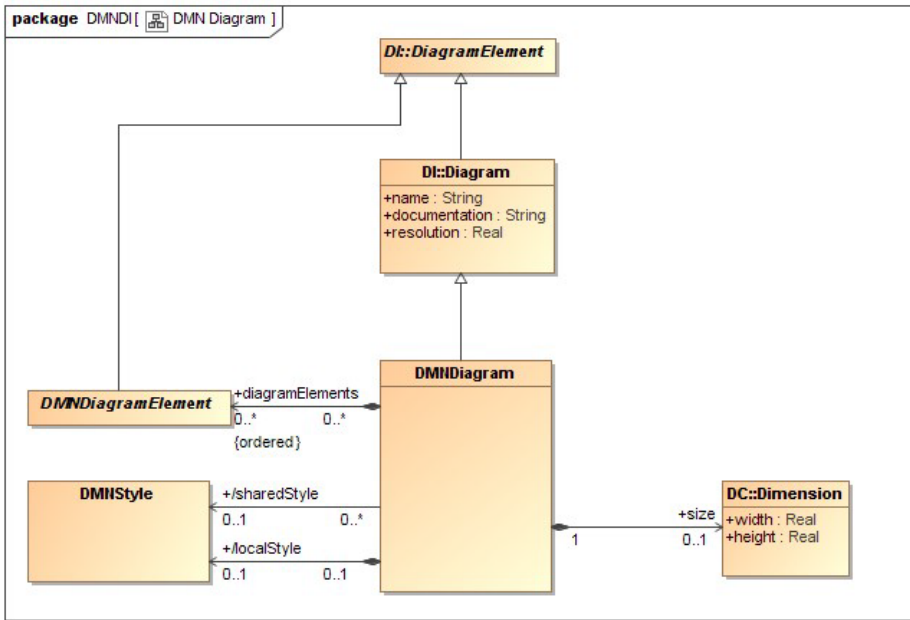 package DMNDI [ DMN Diagram ]
DI::DiagramElement
DI::Diagram
+name : String
+documentation : String
+resolution : Real
DMNDiagram
+diagramElements
DMNDiagramElement
0..* 0..*
{ordered}
DMNStyle
+/sharedStyle
0..1 0..*
+/localStyle
0..1 0..1
DC::Dimension
+size
+width : Real
1 0..1
+height : Real